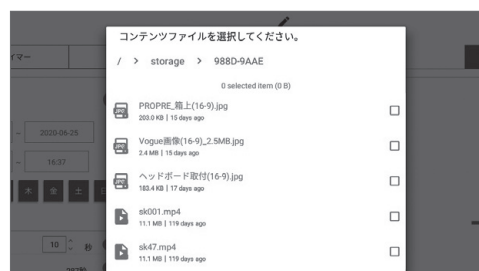 コンテンツファイルを選択してください。
/ > storage > 988D-9AAE
0 selected item (0 B)
PROPRE_箱上(16-9).jpg
203.0 KB | 15 days ago
Vogue画像(16-9)_2.5MB.jpg
2.4 MB | 15 days ago
ヘッドボード取付(16-9).jpg
183.4 KB | 17 days ago
sk001.mp4
11.1 MB | 119 days ago
sk47.mp4
11.1 MB | 119 days ago
イマー
~ 2020-06-25
~ 16:37
木 金 土
10 秒